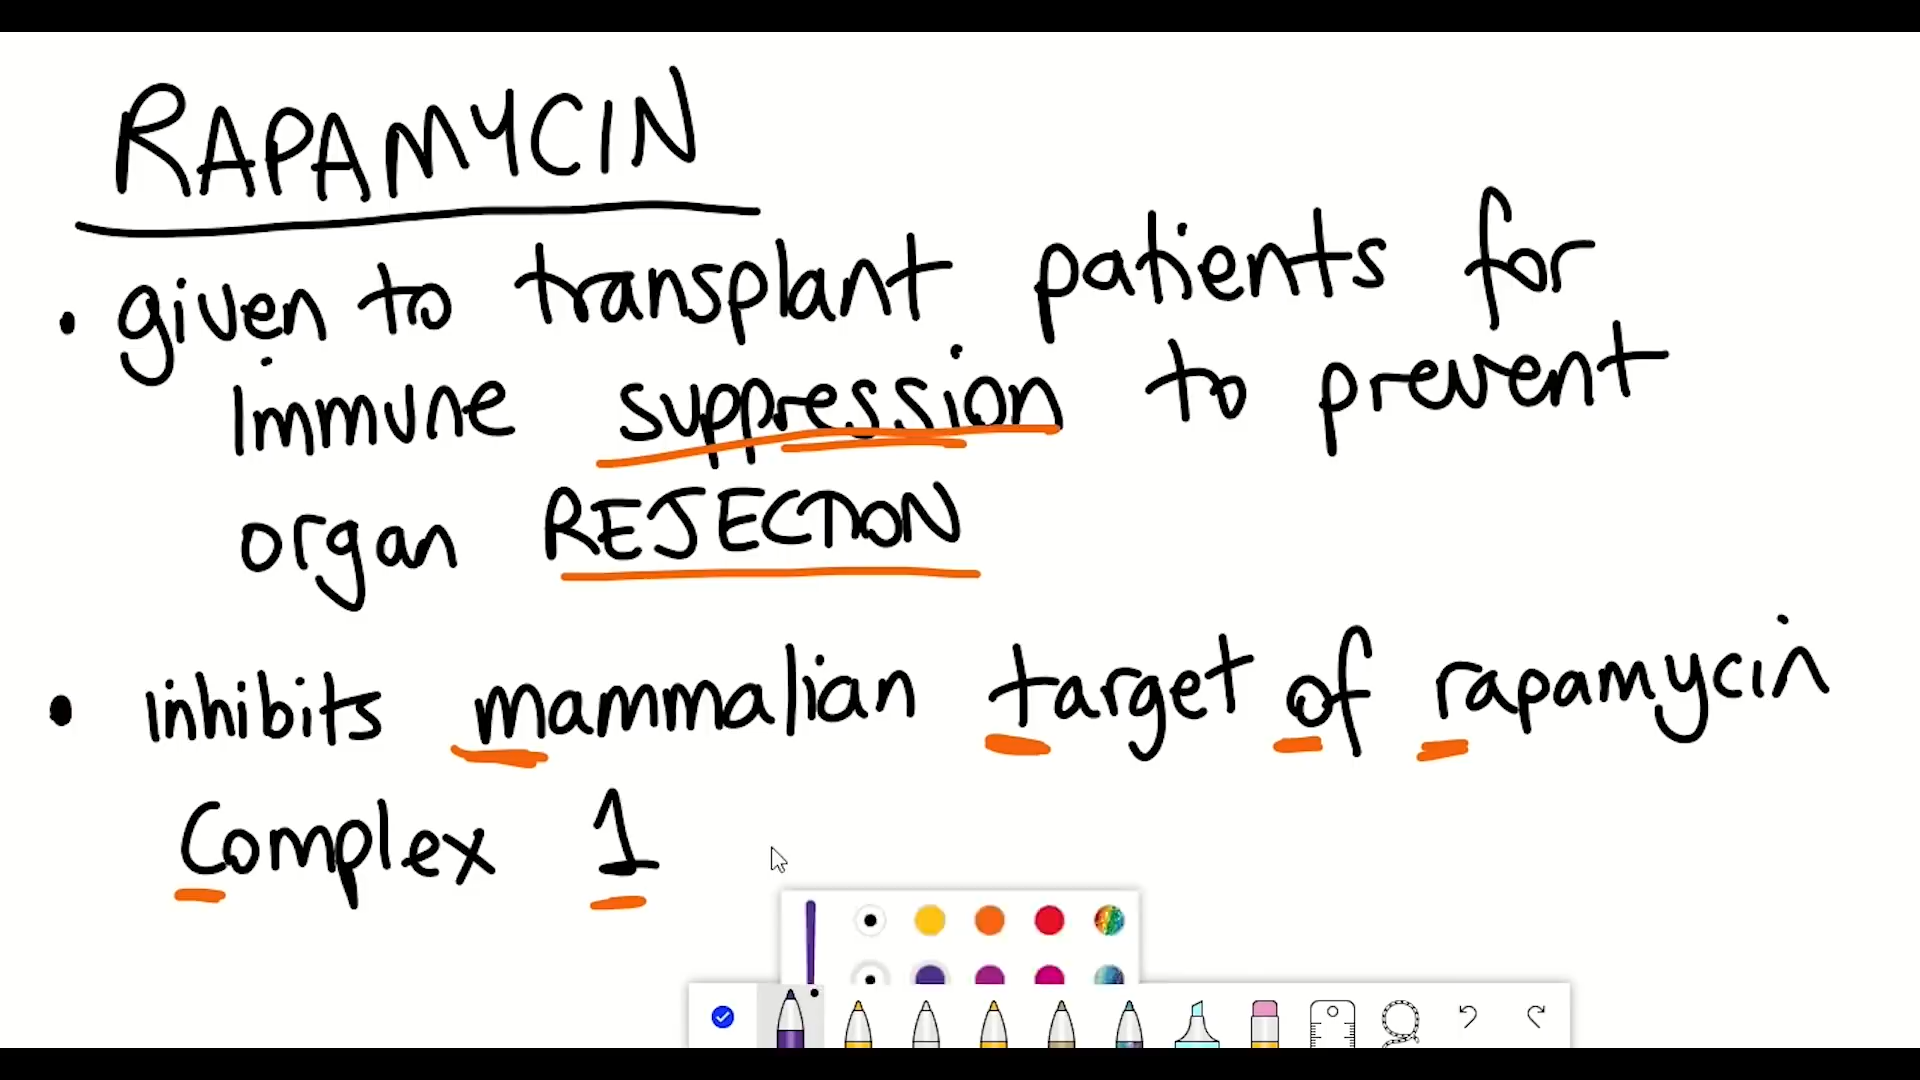 RAPAMYCIN
• given to transplant patients for
immune suppression to prevent
organ REJECTION
• inhibits mammalian target of rapamycin
Complex 1